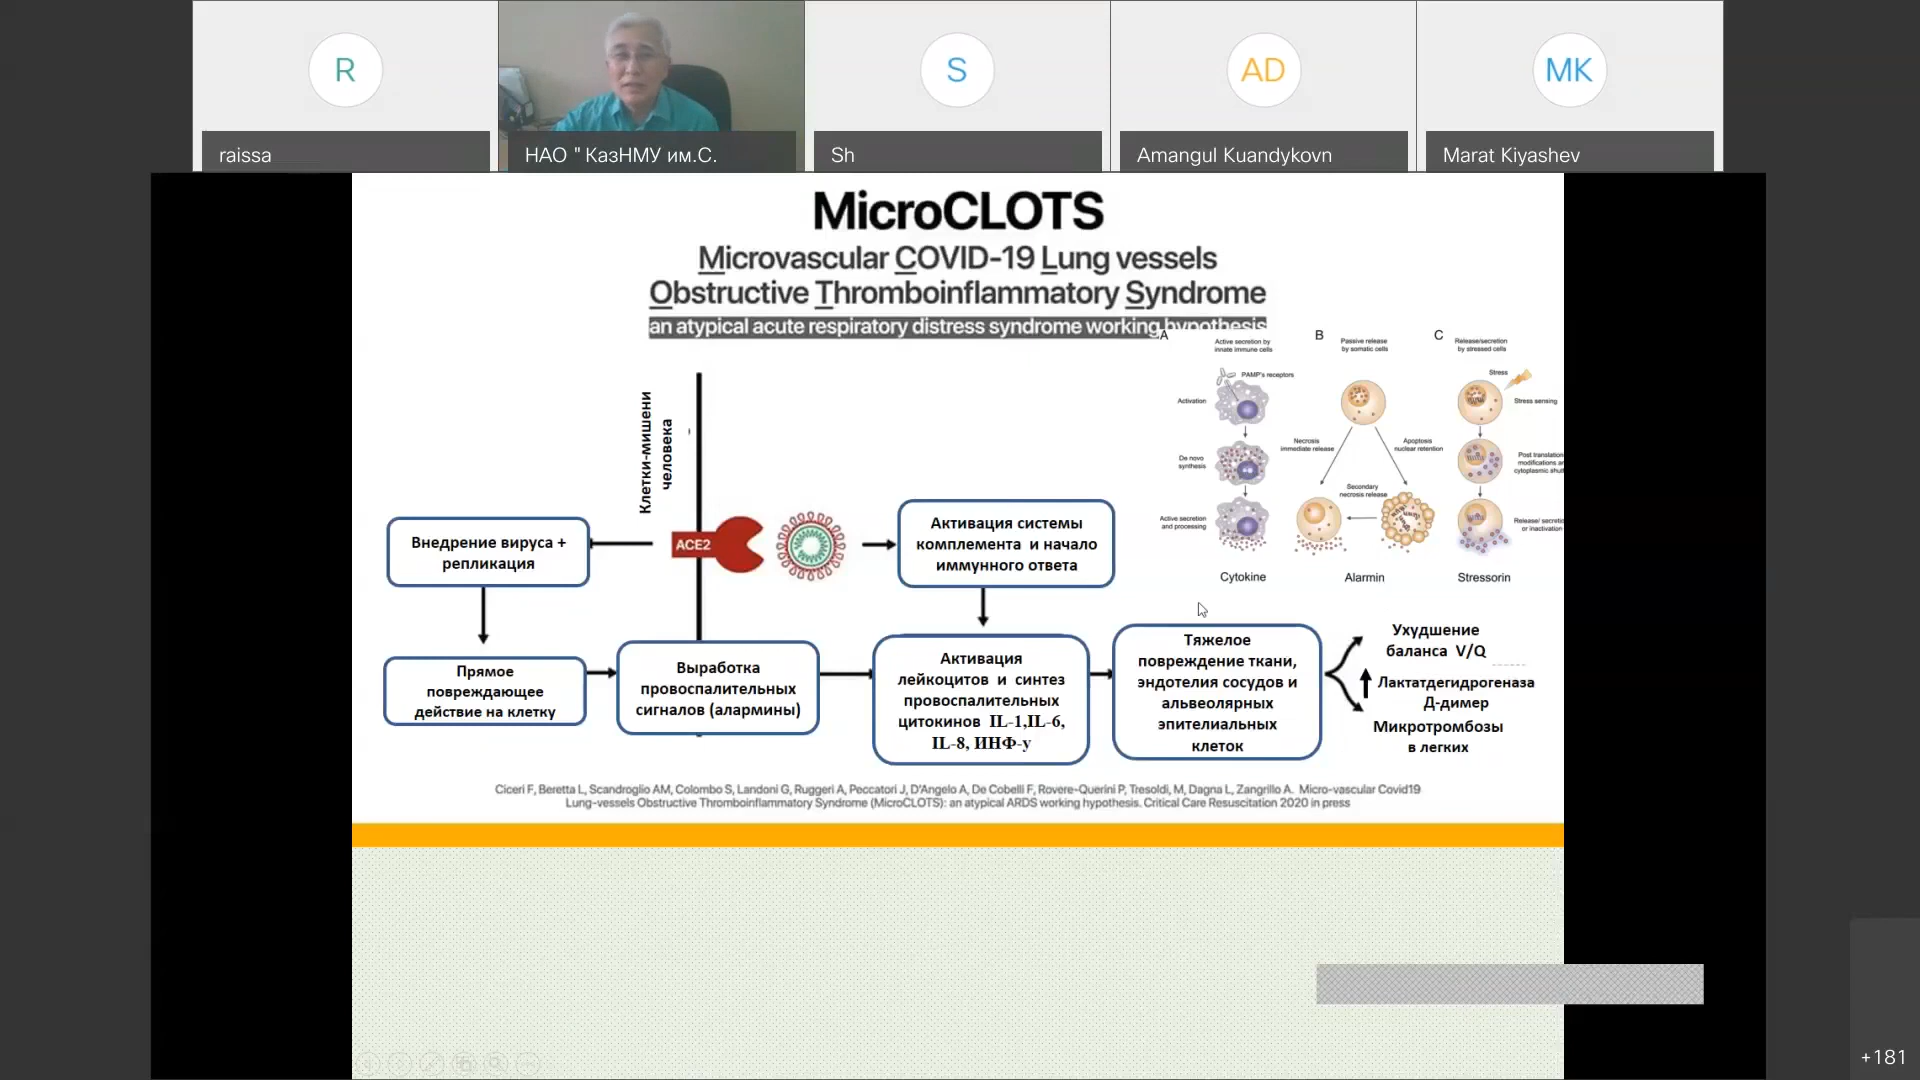 R
S
AD
MK
raissa
НАО " КазНМУ им.С.
Sh
Amangul Kuandykovn
Marat Kiyashev
MicroCLOTS
Microvascular COVID-19 Lung vessels
Obstructive Thromboinflammatory Syndrome
an atypical acute respiratory distress syndrome working hypothesis
A
Active secretion by
innate immune cells
PAMP's receptors
Activation
De novo
synthesis
Active secretion
and processing
Cytokine
B
Passive release
by somatic cells
Necrosis
immediate release
Apoptosis
nuclear retention
Secondary
necrosis release
Alarmin
C
Release/secretion
by stressed cells
Stress
Stress sensing
Post translation
modifications an
cytoplasmic shut
Release/ secretio
or inactivation
Stressorin
Клетки-мишени
человека
Внедрение вируса +
репликация
ACE2
Активация системы
комплемента и начало
иммунного ответа
Прямое
повреждающее
действие на клетку
Выработка
провоспалительных
сигналов (алармины)
Активация
лейкоцитов и синтез
провоспалительных
цитокинов IL-1,IL-6,
IL-8, ИНФ-у
Тяжелое
повреждение ткани,
эндотелия сосудов и
альвеолярных
эпителиальных
клеток
Ухудшение
баланса V/Q
Лактатдегидрогеназа
Д-димер
Микротромбозы
в легких
Ciceri F, Beretta L, Scandroglio AM, Colombo S, Landoni G, Ruggeri A, Peccatori J, D'Angelo A, De Cobelli F, Rovere-Querini P, Tresoldi, M, Dagna L, Zangrillo A. Micro-vascular Covid19
Lung-vessels Obstructive Thromboinflammatory Syndrome (MicroCLOTS): an atypical ARDS working hypothesis. Critical Care Resuscitation 2020 in press
+181